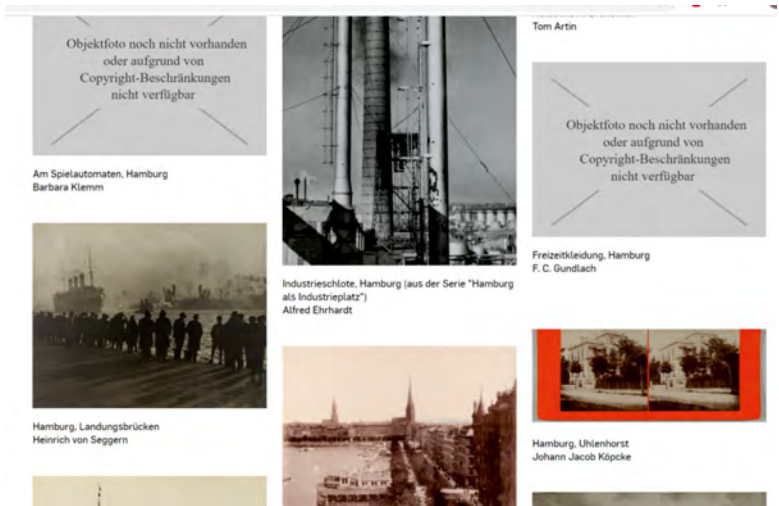 Objektfoto noch nicht vorhanden
oder aufgrund von
Copyright-Beschränkungen
nicht verfügbar
Am Spielautomaten, Hamburg
Barbara Klemm
Hamburg, Landungsbrücken
Heinrich von Seggern
Industrieschlote, Hamburg (aus der Serie "Hamburg
als Industrieplatz")
Alfred Ehrhardt
Tom Artin
Objektfoto noch nicht vorhanden
oder aufgrund von
Copyright-Beschränkungen
nicht verfügbar
Freizeitkleidung, Hamburg
F. C. Gundlach
Hamburg, Uhlenhorst
Johann Jacob Köpcke